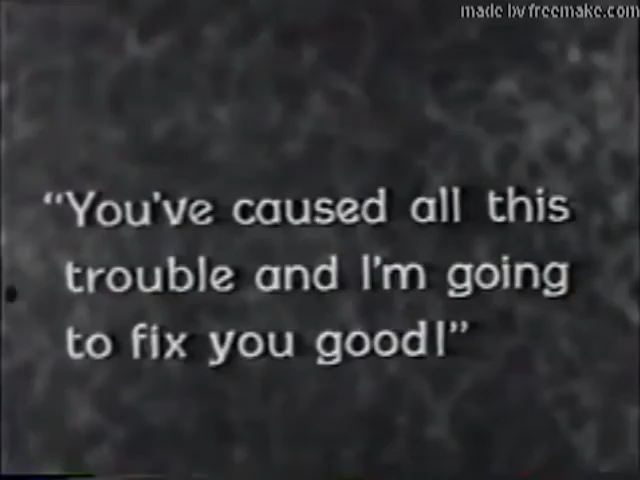 made by freemake.com
“You've caused all this
trouble and I'm going
to fix you good!”